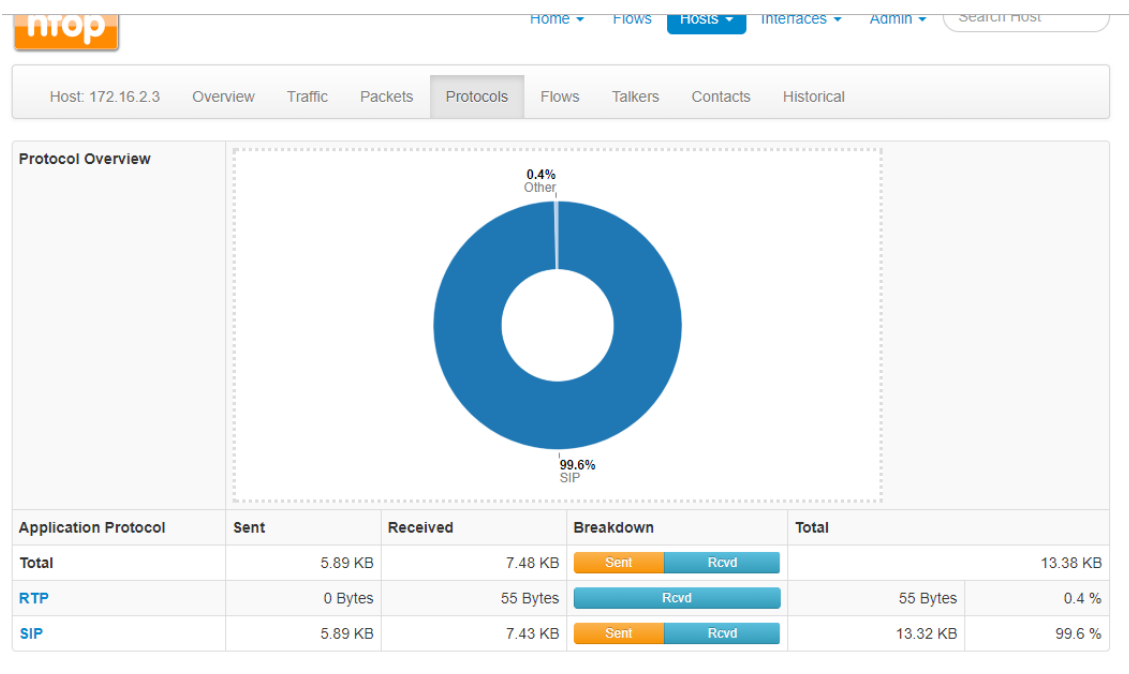 ntop
Home Flows Hosts Interfaces Admin Search Host
Host: 172.16.2.3 Overview Traffic Packets Protocols Flows Talkers Contacts Historical
Protocol Overview
0.4%
Other
99.6%
SIP
Application Protocol Sent Received Breakdown Total
Total 5.89 KB 7.48 KB Sent Rcvd 13.38 KB
RTP 0 Bytes 55 Bytes Rcvd 55 Bytes 0.4 %
SIP 5.89 KB 7.43 KB Sent Rcvd 13.32 KB 99.6 %